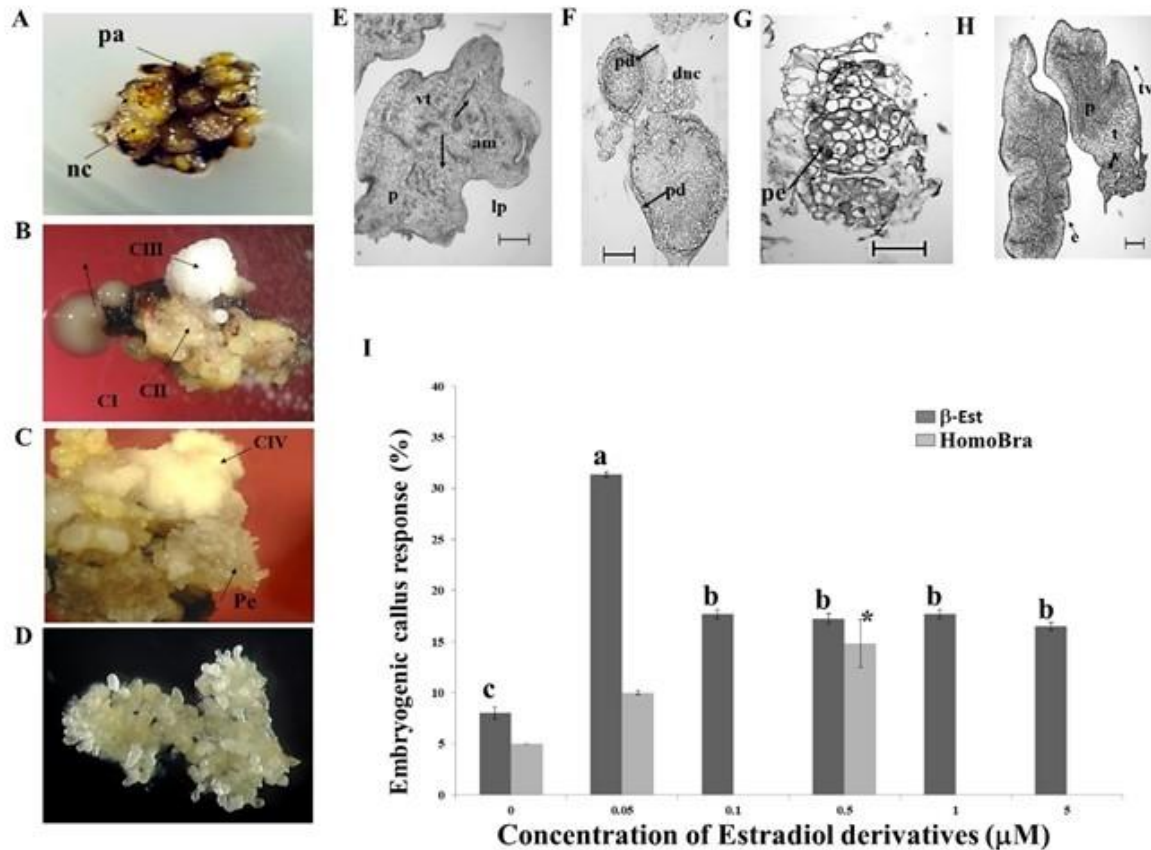 A
pa
nc
B
CIII
CII
CI
C
CIV
Pe
D
E
vt
am
p
lp
F
pd
dnc
pd
G
pe
H
tv
p
t
e
I
Embryogenic callus response (%)
40
35
30
25
20
15
10
5
0
β-Est
HomoBra
c
a
b
b
*
b
b
0
0.05
0.1
0.5
1
5
Concentration of Estradiol derivatives (µM)